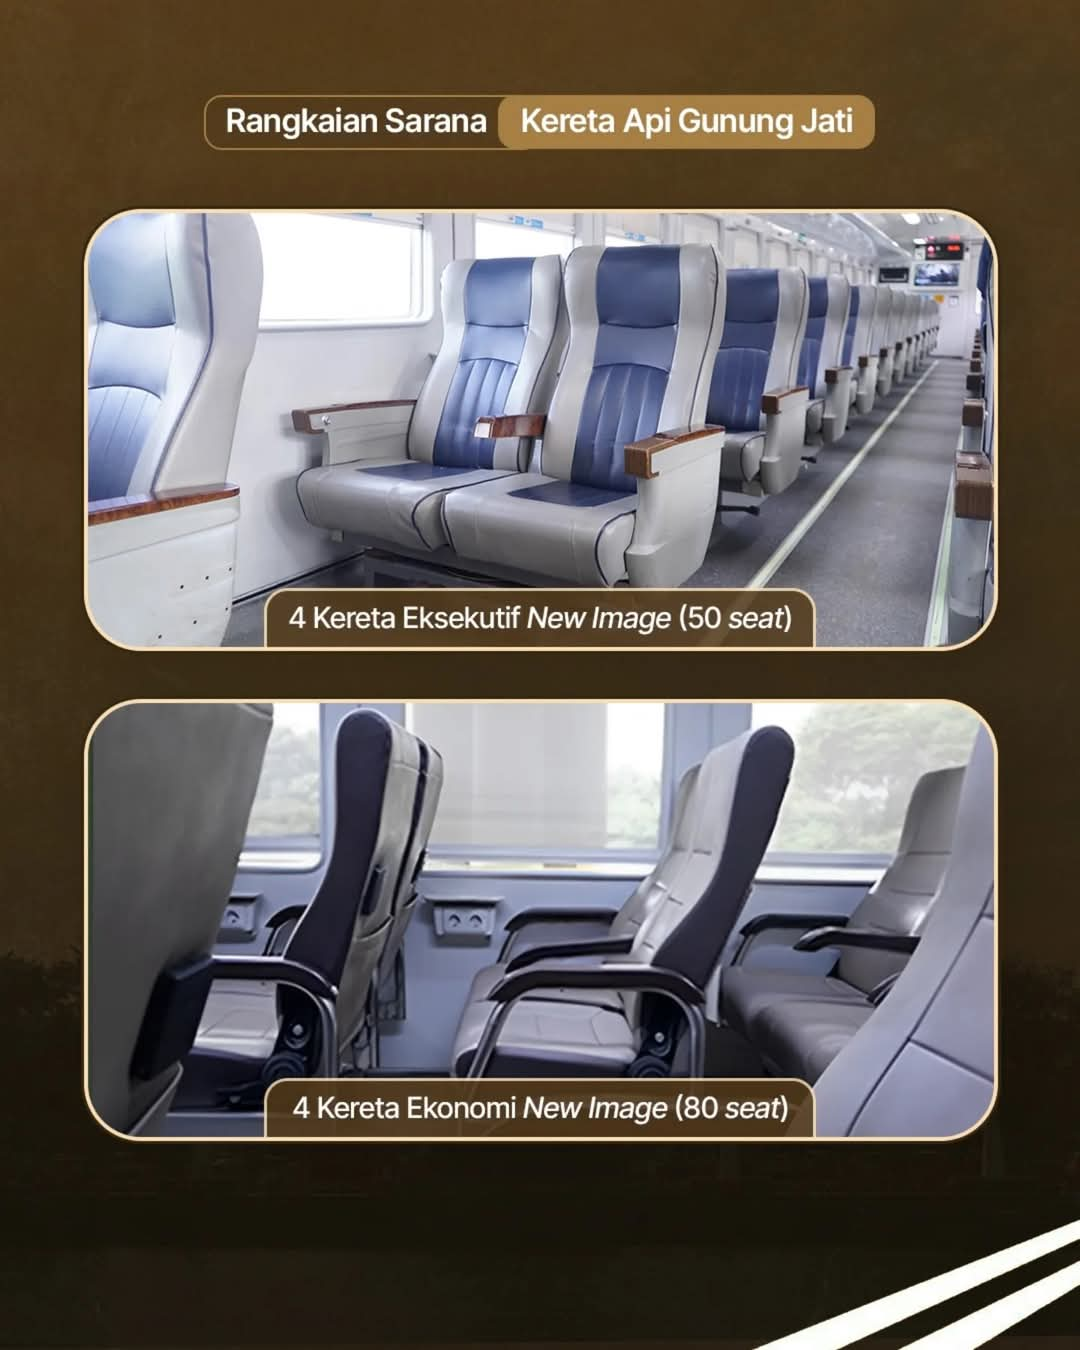 Rangkaian Sarana Kereta Api Gunung Jati
4 Kereta Eksekutif New Image (50 seat)
4 Kereta Ekonomi New Image (80 seat)